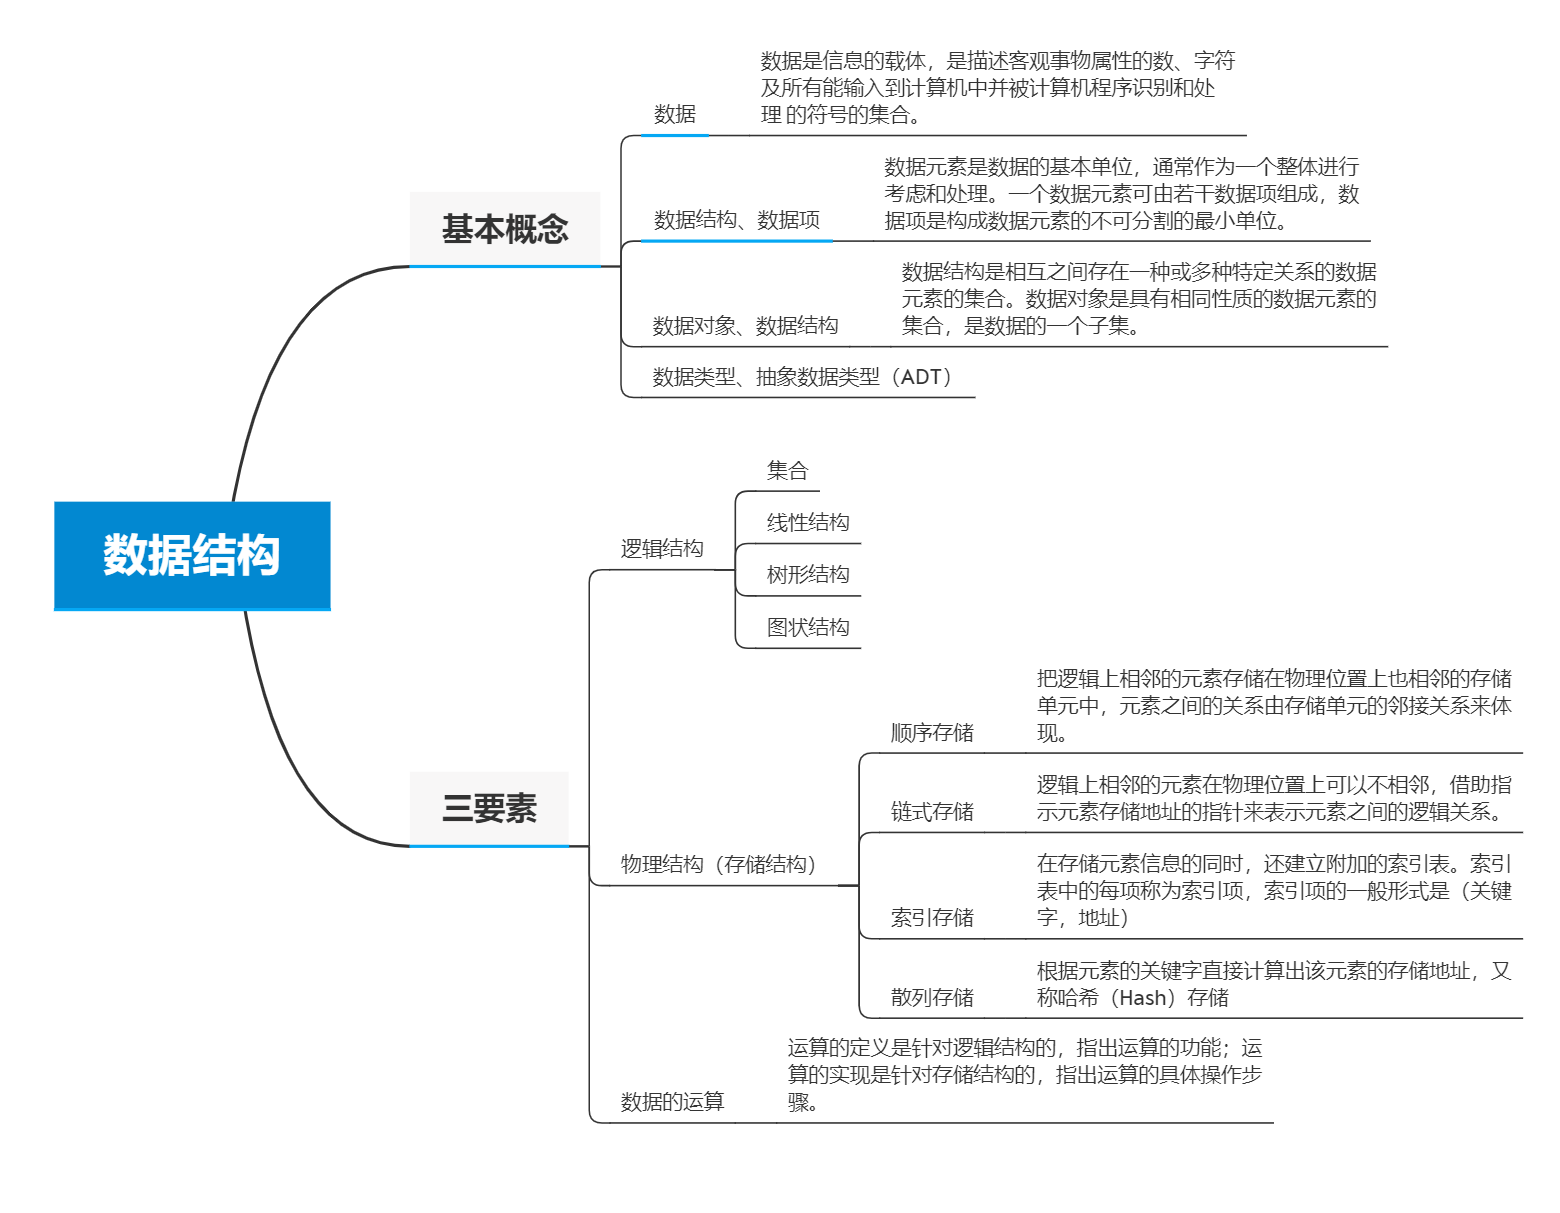 数据结构
基本概念
数据
数据是信息的载体，是描述客观事物属性的数、字符
及所有能输入到计算机中并被计算机程序识别和处
理 的符号的集合。
数据结构、数据项
数据元素是数据的基本单位，通常作为一个整体进行
考虑和处理。一个数据元素可由若干数据项组成，数
据项是构成数据元素的不可分割的最小单位。
数据对象、数据结构
数据结构是相互之间存在一种或多种特定关系的数据
元素的集合。数据对象是具有相同性质的数据元素的
集合，是数据的一个子集。
数据类型、抽象数据类型（ADT）
三要素
逻辑结构
集合
线性结构
树形结构
图状结构
物理结构（存储结构）
顺序存储
把逻辑上相邻的元素存储在物理位置上也相邻的存储
单元中，元素之间的关系由存储单元的邻接关系来体
现。
链式存储
逻辑上相邻的元素在物理位置上可以不相邻，借助指
示元素存储地址的指针来表示元素之间的逻辑关系。
索引存储
在存储元素信息的同时，还建立附加的索引表。索引
表中的每项称为索引项，索引项的一般形式是（关键
字，地址）
散列存储
根据元素的关键字直接计算出该元素的存储地址，又
称哈希（Hash）存储
数据的运算
运算的定义是针对逻辑结构的，指出运算的功能；运
算的实现是针对存储结构的，指出运算的具体操作步
骤。